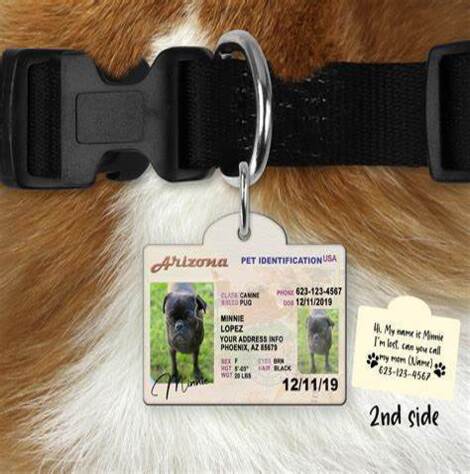 Arizona PET IDENTIFICATION USA
CLASS CANINE PHONE 623-123-4567
BREED PUG DOB 12/11/2019
MINNIE
LOPEZ
YOUR ADDRESS INFO
PHOENIX, AZ 85679
SEX F EYES BRN
HGT 5'-03" HAIR BLACK
WGT 20 LBS
Minnie
12/11/19
Hi, My name is Minnie
I'm lost, can you call
my mom (Name)
623-123-4567
2nd side